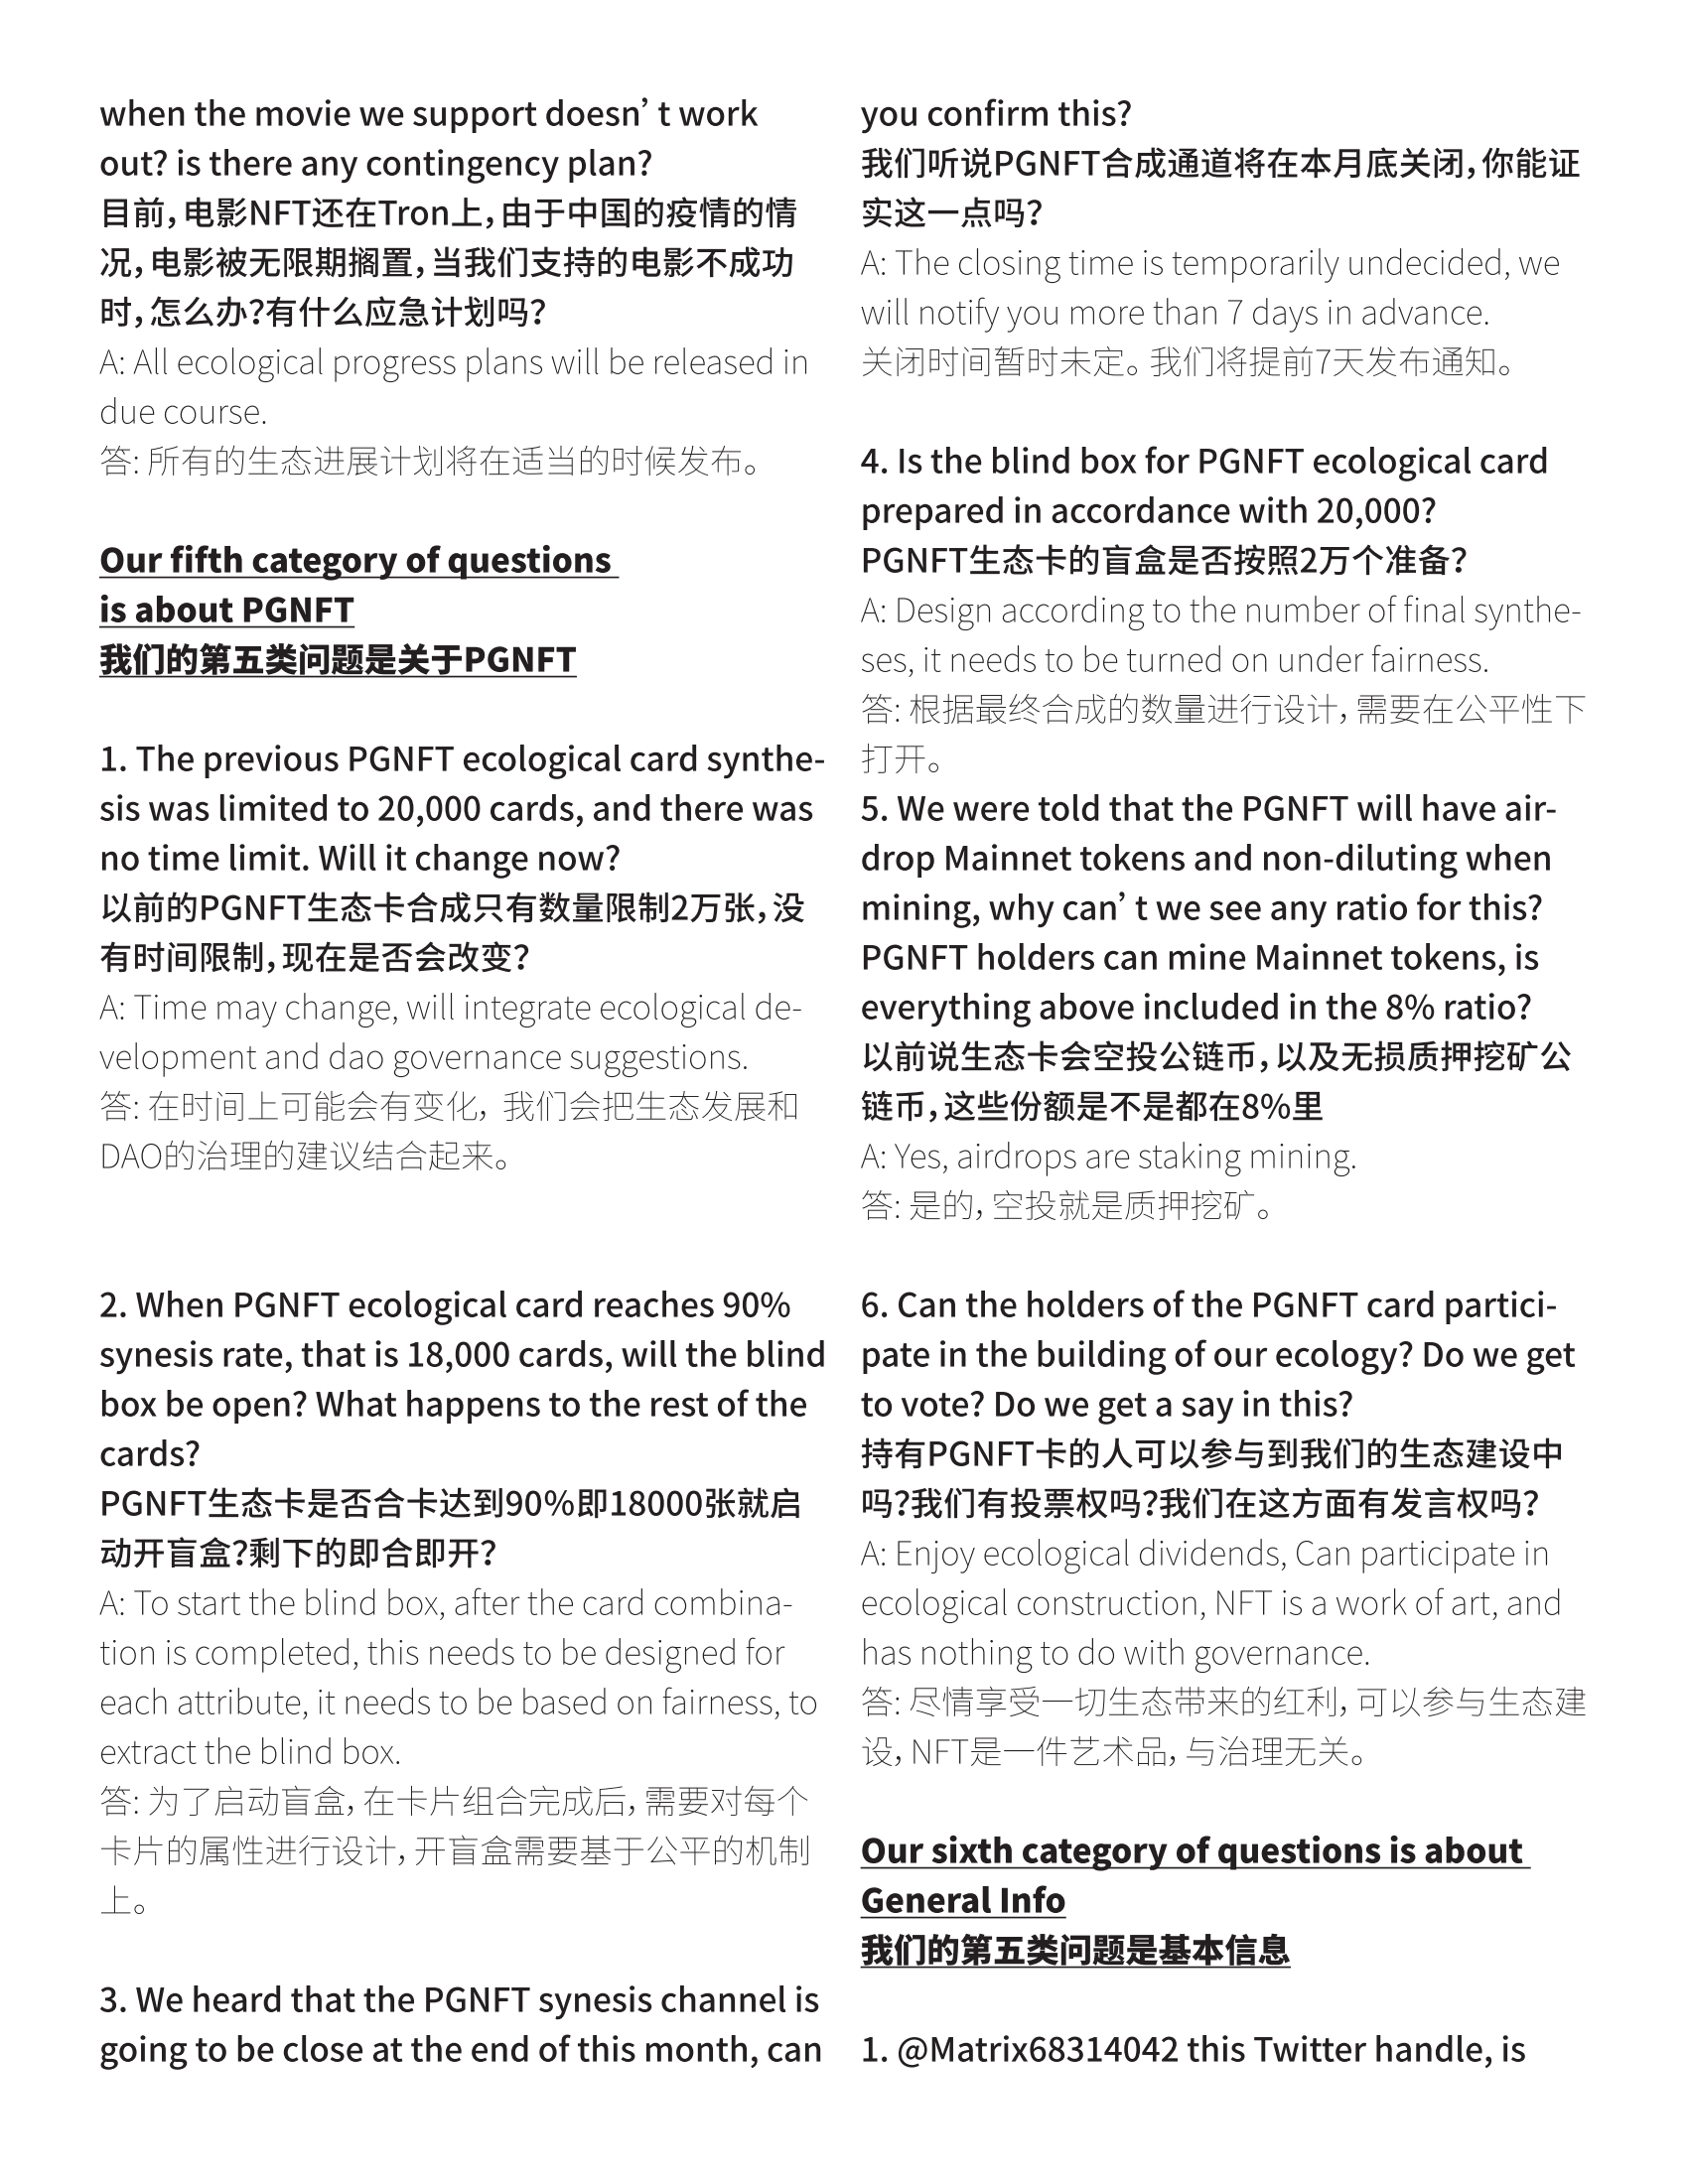 when the movie we support doesn’ t work
out? is there any contingency plan?
目前，电影NFT还在Tron上，由于中国的疫情的情
况，电影被无限期搁置，当我们支持的电影不成功
时，怎么办？有什么应急计划吗？
A: All ecological progress plans will be released in
due course.
答: 所有的生态进展计划将在适当的时候发布。
Our fifth category of questions
is about PGNFT
我们的第五类问题是关于PGNFT
1. The previous PGNFT ecological card synthe-
sis was limited to 20,000 cards, and there was
no time limit. Will it change now?
以前的PGNFT生态卡合成只有数量限制2万张，没
有时间限制，现在是否会改变？
A: Time may change, will integrate ecological de-
velopment and dao governance suggestions.
答: 在时间上可能会有变化，我们会把生态发展和
DAO的治理的建议结合起来。
2. When PGNFT ecological card reaches 90%
synesis rate, that is 18,000 cards, will the blind
box be open? What happens to the rest of the
cards?
PGNFT生态卡是否合卡达到90%即18000张就启
动开盲盒？剩下的即合即开？
A: To start the blind box, after the card combina-
tion is completed, this needs to be designed for
each attribute, it needs to be based on fairness, to
extract the blind box.
答: 为了启动盲盒，在卡片组合完成后，需要对每个
卡片的属性进行设计，开盲盒需要基于公平的机制
上。
3. We heard that the PGNFT synesis channel is
going to be close at the end of this month, can
you confirm this?
我们听说PGNFT合成通道将在本月底关闭，你能证
实这一点吗？
A: The closing time is temporarily undecided, we
will notify you more than 7 days in advance.
关闭时间暂时未定。我们将提前7天发布通知。
4. Is the blind box for PGNFT ecological card
prepared in accordance with 20,000?
PGNFT生态卡的盲盒是否按照2万个准备？
A: Design according to the number of final synthe-
ses, it needs to be turned on under fairness.
答: 根据最终合成的数量进行设计，需要在公平性下
打开。
5. We were told that the PGNFT will have air-
drop Mainnet tokens and non-diluting when
mining, why can’ t we see any ratio for this?
PGNFT holders can mine Mainnet tokens, is
everything above included in the 8% ratio?
以前说生态卡会空投公链币，以及无损质押挖矿公
链币，这些份额是不是都在8%里
A: Yes, airdrops are staking mining.
答: 是的，空投就是质押挖矿。
6. Can the holders of the PGNFT card partici-
pate in the building of our ecology? Do we get
to vote? Do we get a say in this?
持有PGNFT卡的人可以参与到我们的生态建设中
吗？我们有投票权吗？我们在这方面有发言权吗？
A: Enjoy ecological dividends, Can participate in
ecological construction, NFT is a work of art, and
has nothing to do with governance.
答: 尽情享受一切生态带来的红利，可以参与生态建
设，NFT是一件艺术品，与治理无关。
Our sixth category of questions is about
General Info
我们的第五类问题是基本信息
1. @Matrix68314042 this Twitter handle, is